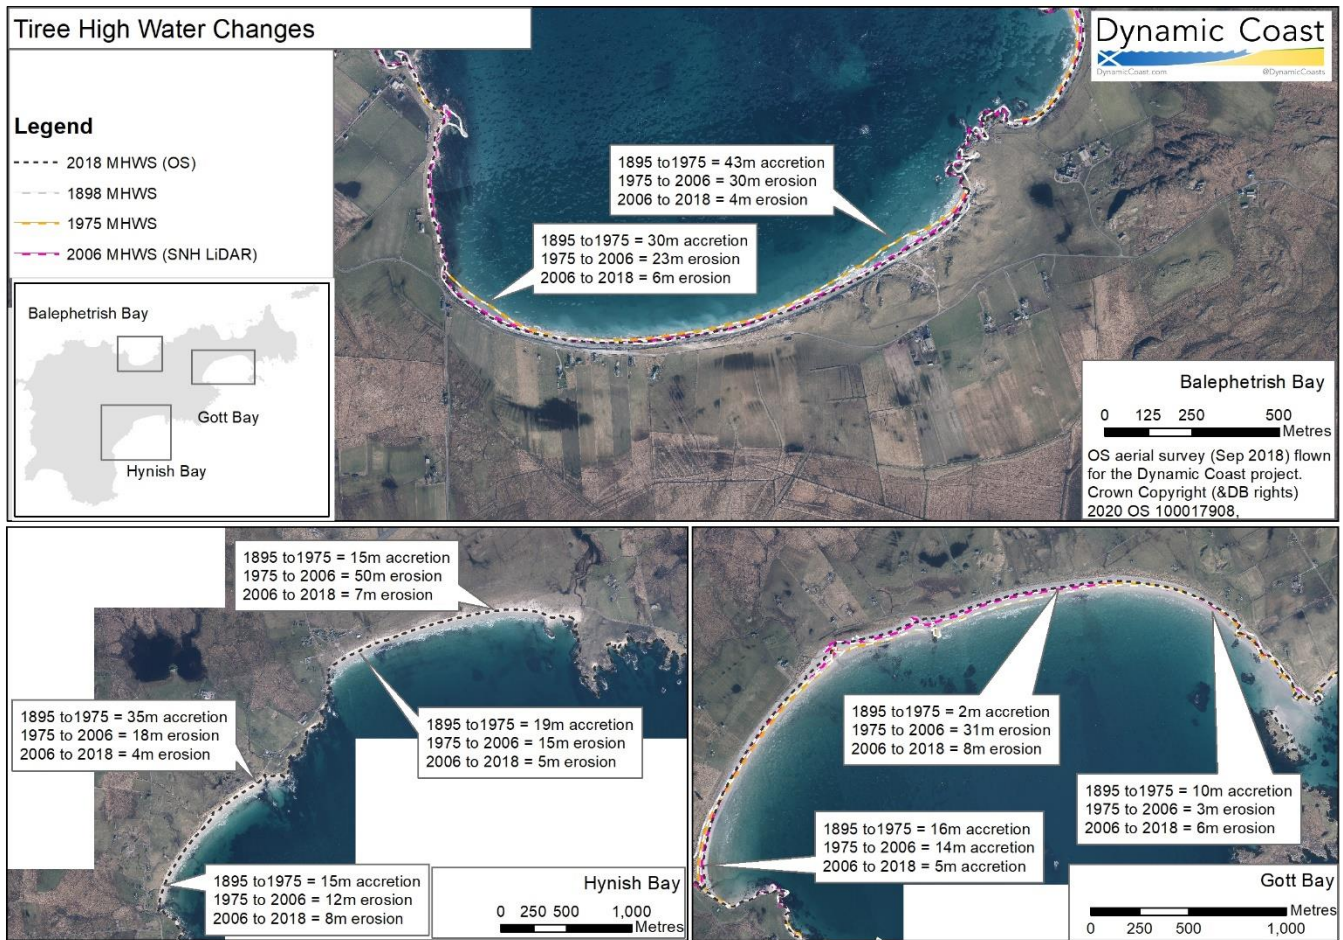 Tiree High Water Changes
Dynamic Coast
DynamicCoast.com
@DynamicCoasts
Legend
2018 MHWS (OS)
1898 MHWS
1975 MHWS
2006 MHWS (SNH LiDAR)
Balephetrish Bay
Gott Bay
Hynish Bay
1895 to1975 = 43m accretion
1975 to 2006 = 30m erosion
2006 to 2018 = 4m erosion
1895 to1975 = 30m accretion
1975 to 2006 = 23m erosion
2006 to 2018 = 6m erosion
Balephetrish Bay
0 125 250 500
Metres
OS aerial survey (Sep 2018) flown
for the Dynamic Coast project.
Crown Copyright (&DB rights)
2020 OS 100017908,
1895 to1975 = 15m accretion
1975 to 2006 = 50m erosion
2006 to 2018 = 7m erosion
1895 to1975 = 35m accretion
1975 to 2006 = 18m erosion
2006 to 2018 = 4m erosion
1895 to1975 = 19m accretion
1975 to 2006 = 15m erosion
2006 to 2018 = 5m erosion
1895 to1975 = 15m accretion
1975 to 2006 = 12m erosion
2006 to 2018 = 8m erosion
Hynish Bay
0 250 500 1,000
Metres
1895 to1975 = 2m accretion
1975 to 2006 = 31m erosion
2006 to 2018 = 8m erosion
1895 to1975 = 10m accretion
1975 to 2006 = 3m erosion
2006 to 2018 = 6m erosion
1895 to1975 = 16m accretion
1975 to 2006 = 14m erosion
2006 to 2018 = 5m accretion
Gott Bay
Metres
0 250 500 1,000